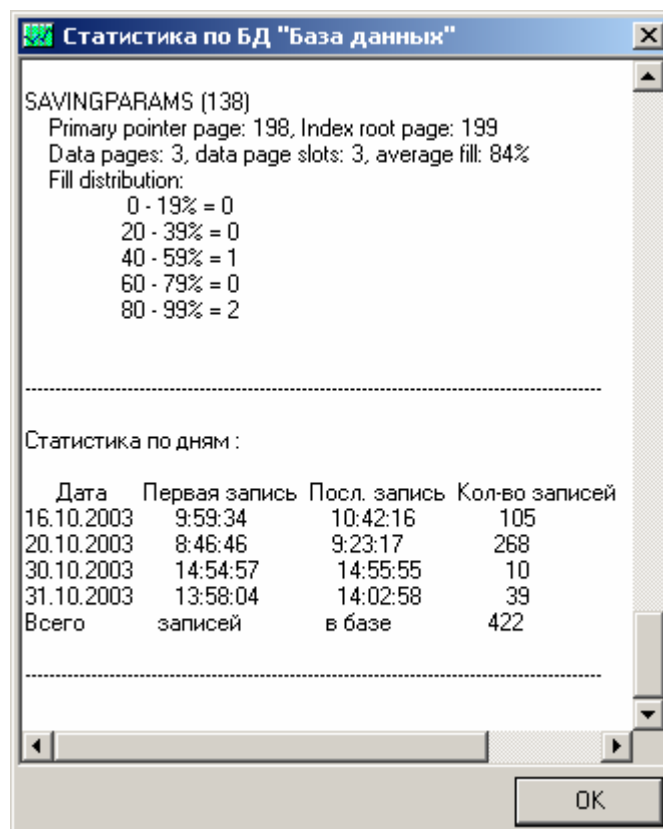 Статистика по БД "База данных"
SAVINGPARAMS (138)
Primary pointer page: 198, Index root page: 199
Data pages: 3, data page slots: 3, average fill: 84%
Fill distribution:
0 - 19% = 0
20 - 39% = 0
40 - 59% = 1
60 - 79% = 0
80 - 99% = 2
Статистика по дням :
Дата Первая запись Посл. запись Кол-во записей
16.10.2003 9:59:34 10:42:16 105
20.10.2003 8:46:46 9:23:17 268
30.10.2003 14:54:57 14:55:55 10
31.10.2003 13:58:04 14:02:58 39
Всего записей в базе 422
OK